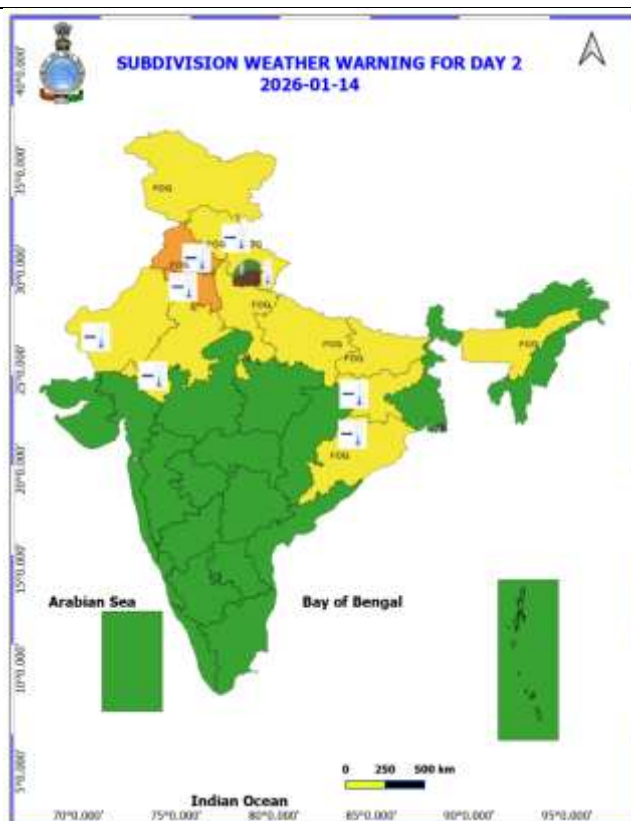 SUBDIVISION WEATHER WARNING FOR DAY 2
2026-01-14
40°0.000'
35°0.000'
FOG
30°0.000'
FOG
FOG
FOG
FOG
FOG
FOG
25°0.000'
20°0.000'
FOG
15°0.000'
Arabian Sea
Bay of Bengal
10°0.000'
5°0.000'
0 250 500 km
Indian Ocean
70°0.000' 75°0.000' 80°0.000' 85°0.000' 90°0.000' 95°0.000'